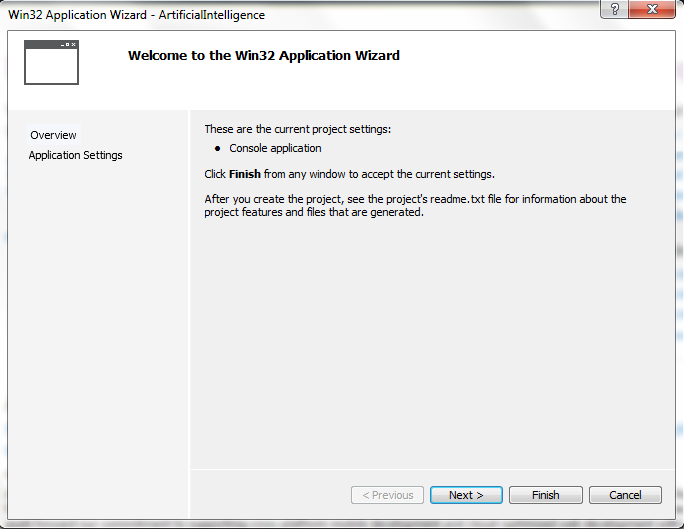 Win32 Application Wizard - ArtificialIntelligence
Welcome to the Win32 Application Wizard
Overview
Application Settings
These are the current project settings:
• Console application
Click Finish from any window to accept the current settings.
After you create the project, see the project's readme.txt file for information about the
project features and files that are generated.
< Previous
Next >
Finish
Cancel